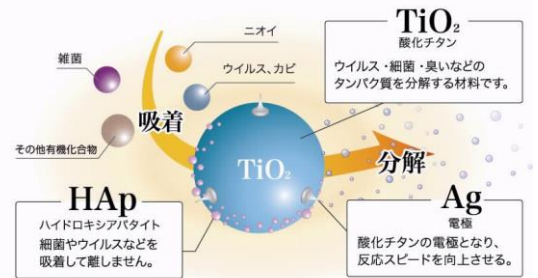 ニオイ
雑菌
ウイルス、カビ
その他有機化合物
吸着
TiO₂
酸化チタン
ウイルス・細菌・臭いなどの
タンパク質を分解する材料です。
TiO₂
分解
HAp
ハイドロキシアパタイト
細菌やウイルスなどを
吸着して離しません。
Ag
電極
酸化チタンの電極となり、
反応スピードを向上させる。